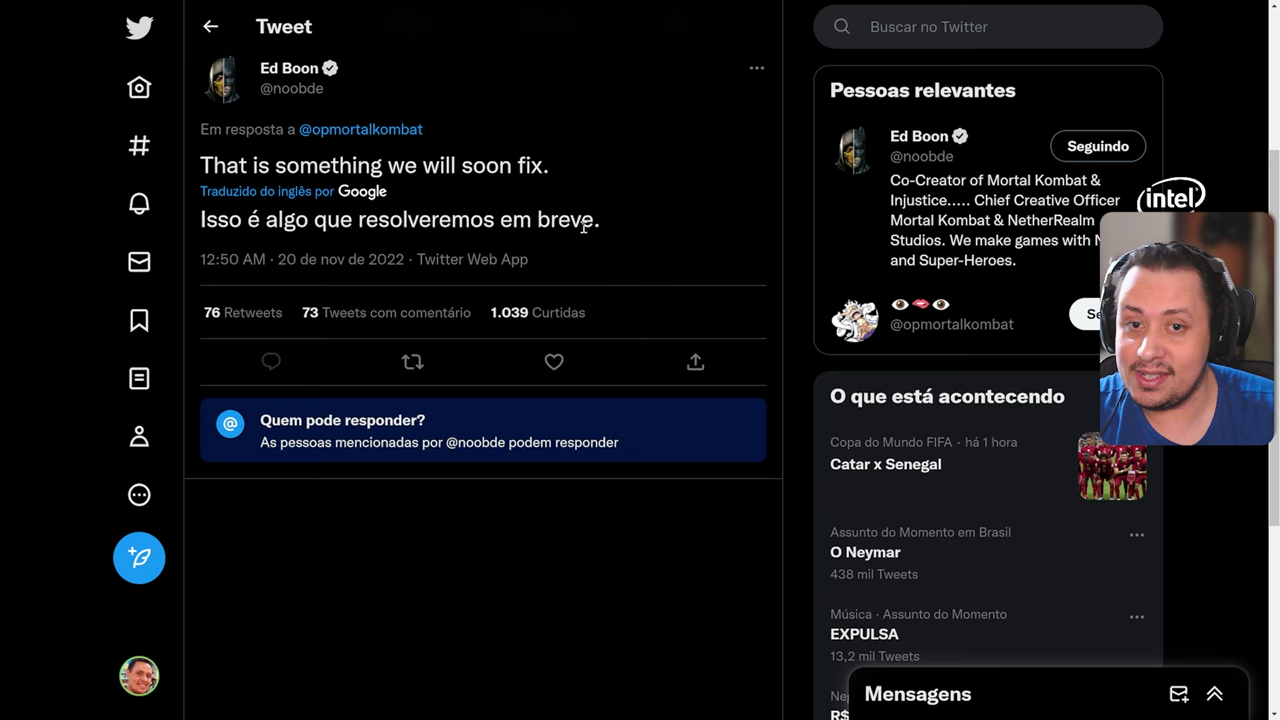 Tweet
Ed Boon
@noobde
Em resposta a @opmortalkombat
That is something we will soon fix.
Traduzido do inglês por Google
Isso é algo que resolveremos em breve.
12:50 AM · 20 de nov de 2022 · Twitter Web App
76 Retweets 73 Tweets com comentário 1.039 Curtidas
Quem pode responder?
As pessoas mencionadas por @noobde podem responder
Buscar no Twitter
Pessoas relevantes
Ed Boon
@noobde
Seguindo
Co-Creator of Mortal Kombat &
Injustice..... Chief Creative Officer
Mortal Kombat & NetherRealm
Studios. We make games with N
and Super-Heroes.
intel
👁️👄👁️
@opmortalkombat
Se
O que está acontecendo
Copa do Mundo FIFA · há 1 hora
Catar x Senegal
Assunto do Momento em Brasil
O Neymar
438 mil Tweets
Música · Assunto do Momento
EXPULSA
13,2 mil Tweets
Mensagens